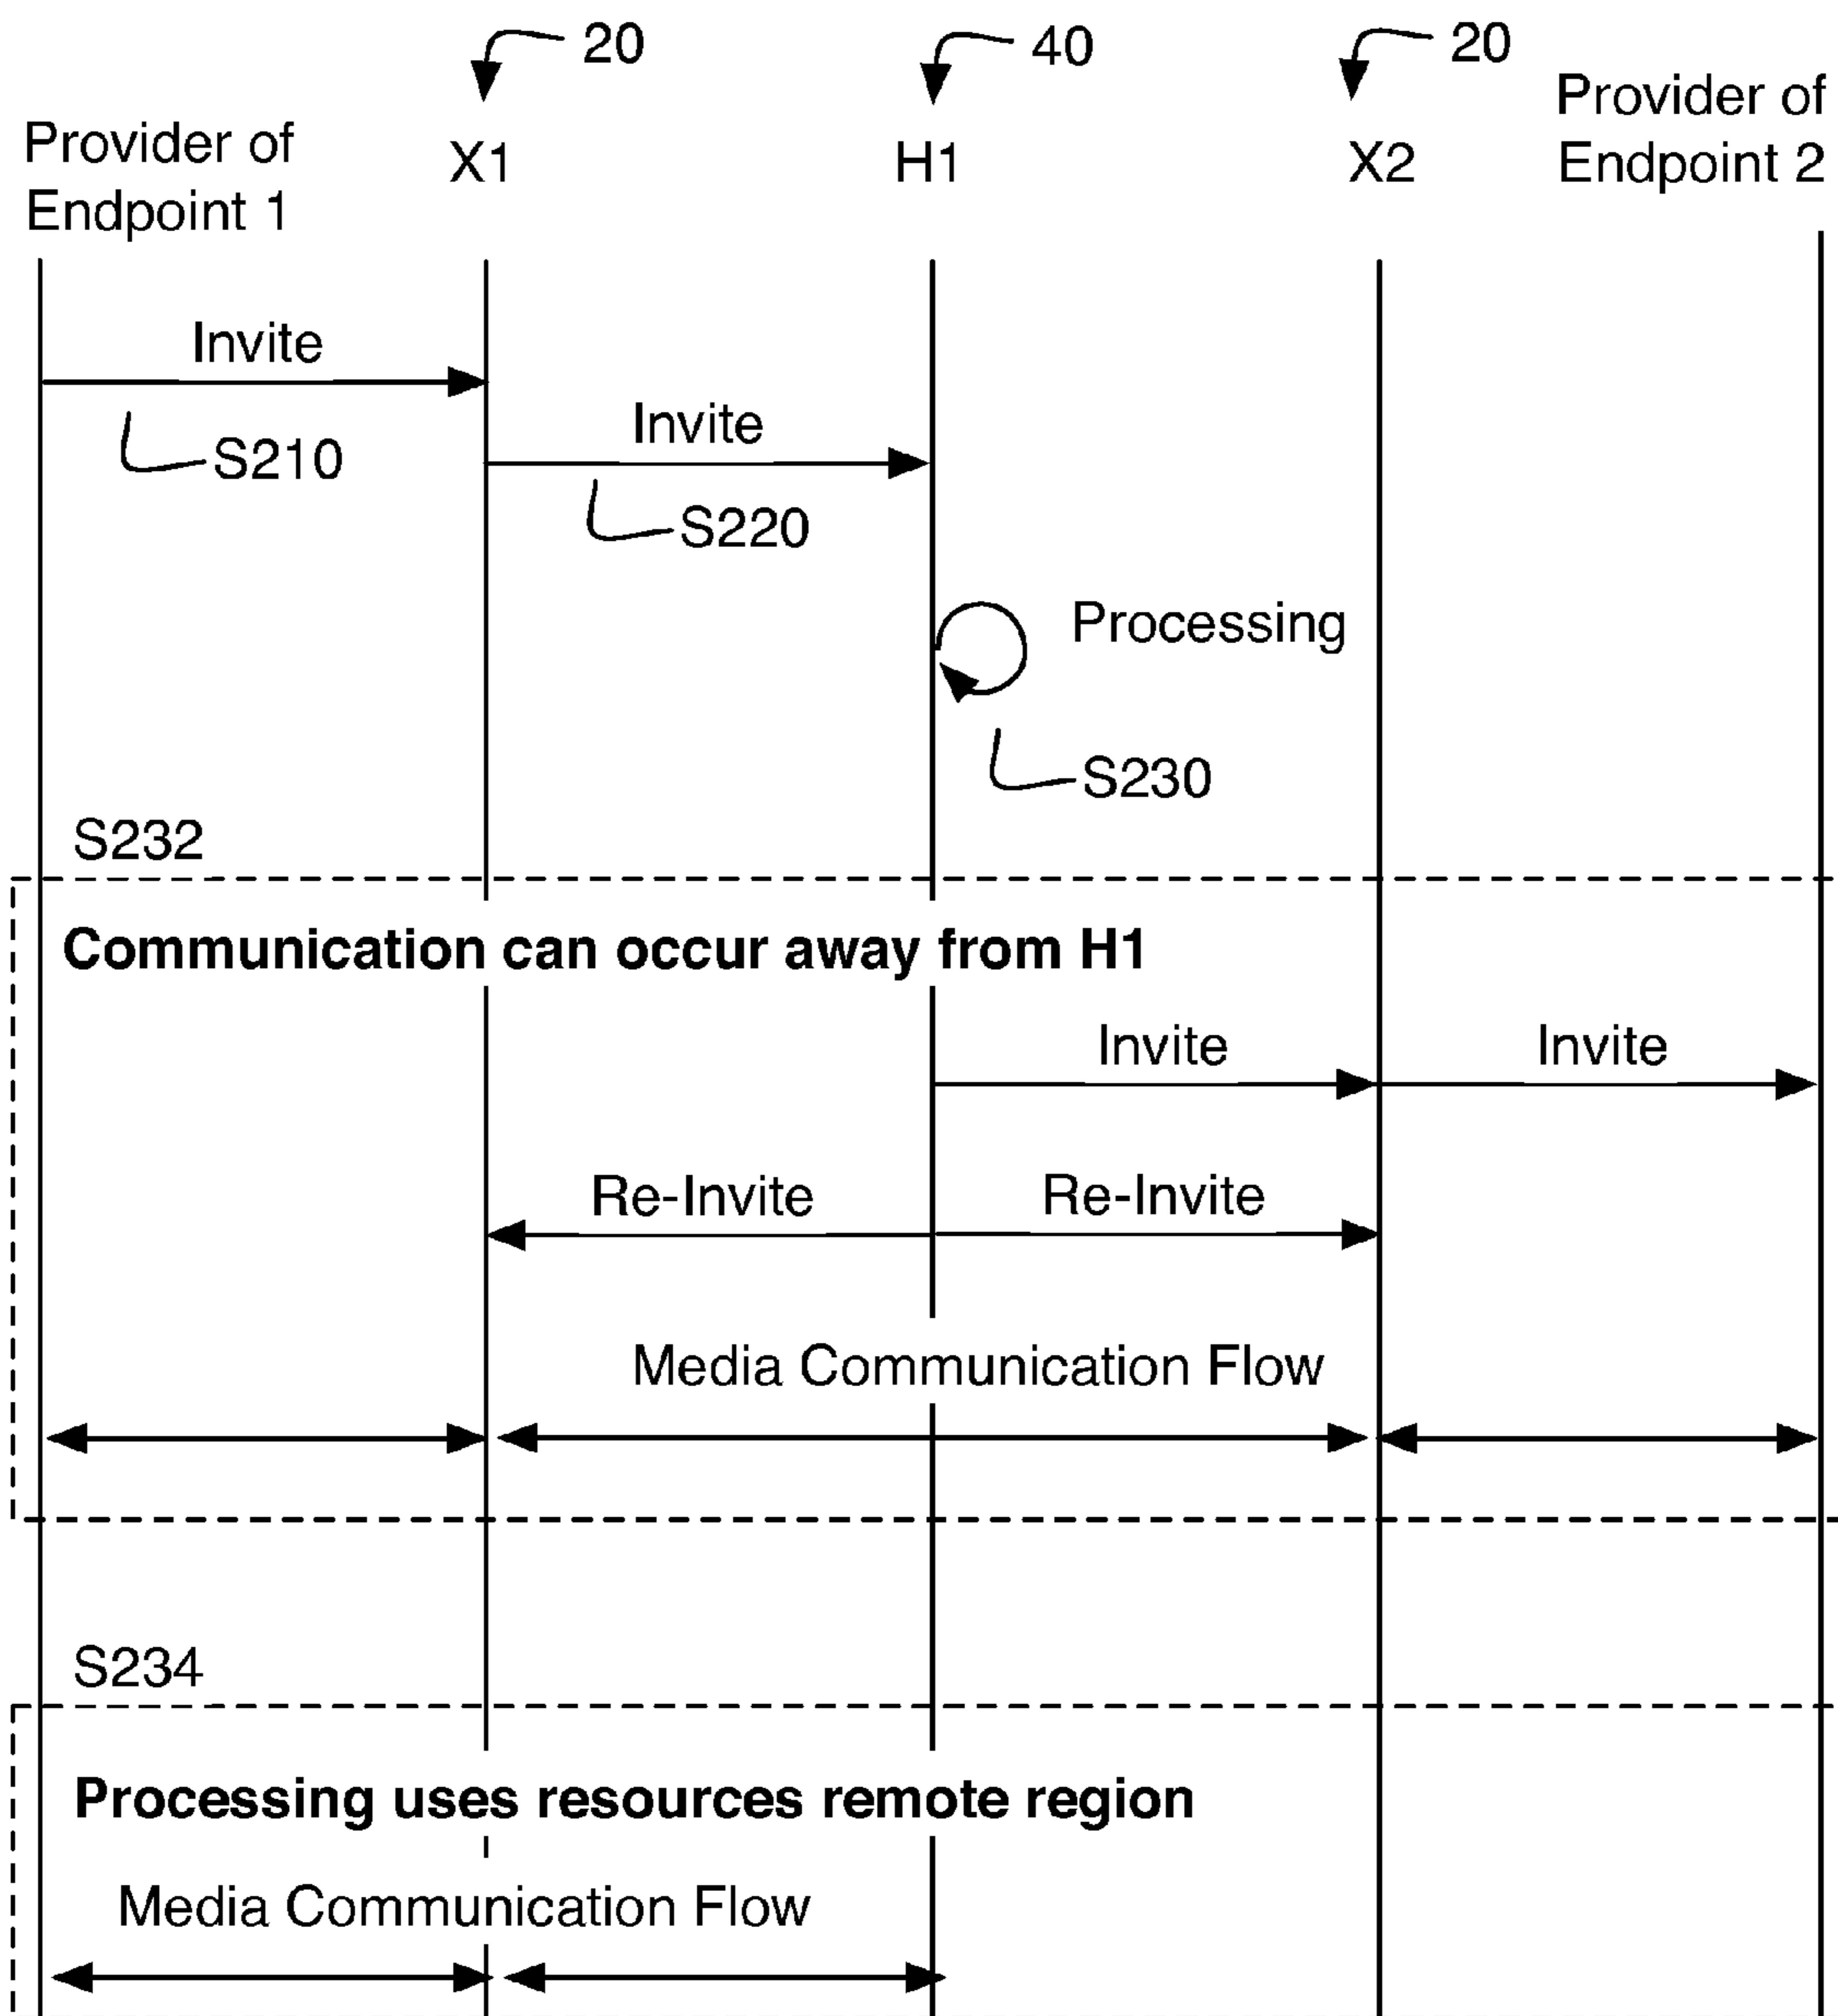 20
40
20
Provider of
Endpoint 1
X1
H1
X2
Provider of
Endpoint 2
Invite
S210
Invite
S220
Processing
S230
S232
Communication can occur away from H1
Invite
Invite
Re-Invite
Re-Invite
Media Communication Flow
S234
Processing uses resources remote region
Media Communication Flow